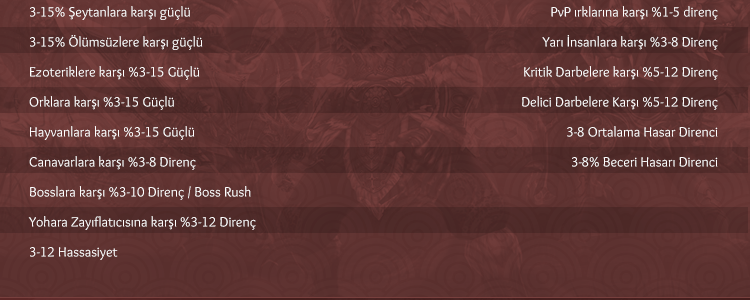 3-15% Şeytanlara karşı güçlü
PvP ırklarına karşı %1-5 direnç
3-15% Ölümsüzlere karşı güçlü
Yarı İnsanlara karşı %3-8 Direnç
Ezoteriklere karşı %3-15 Güçlü
Kritik Darbelere karşı %5-12 Direnç
Orklara karşı %3-15 Güçlü
Delici Darbelere Karşı %5-12 Direnç
Hayvanlara karşı %3-15 Güçlü
3-8 Ortalama Hasar Direnci
Canavarlara karşı %3-8 Direnç
3-8% Beceri Hasarı Direnci
Bosslara karşı %3-10 Direnç / Boss Rush
Yohara Zayıflatıcısına karşı %3-12 Direnç
3-12 Hassasiyet